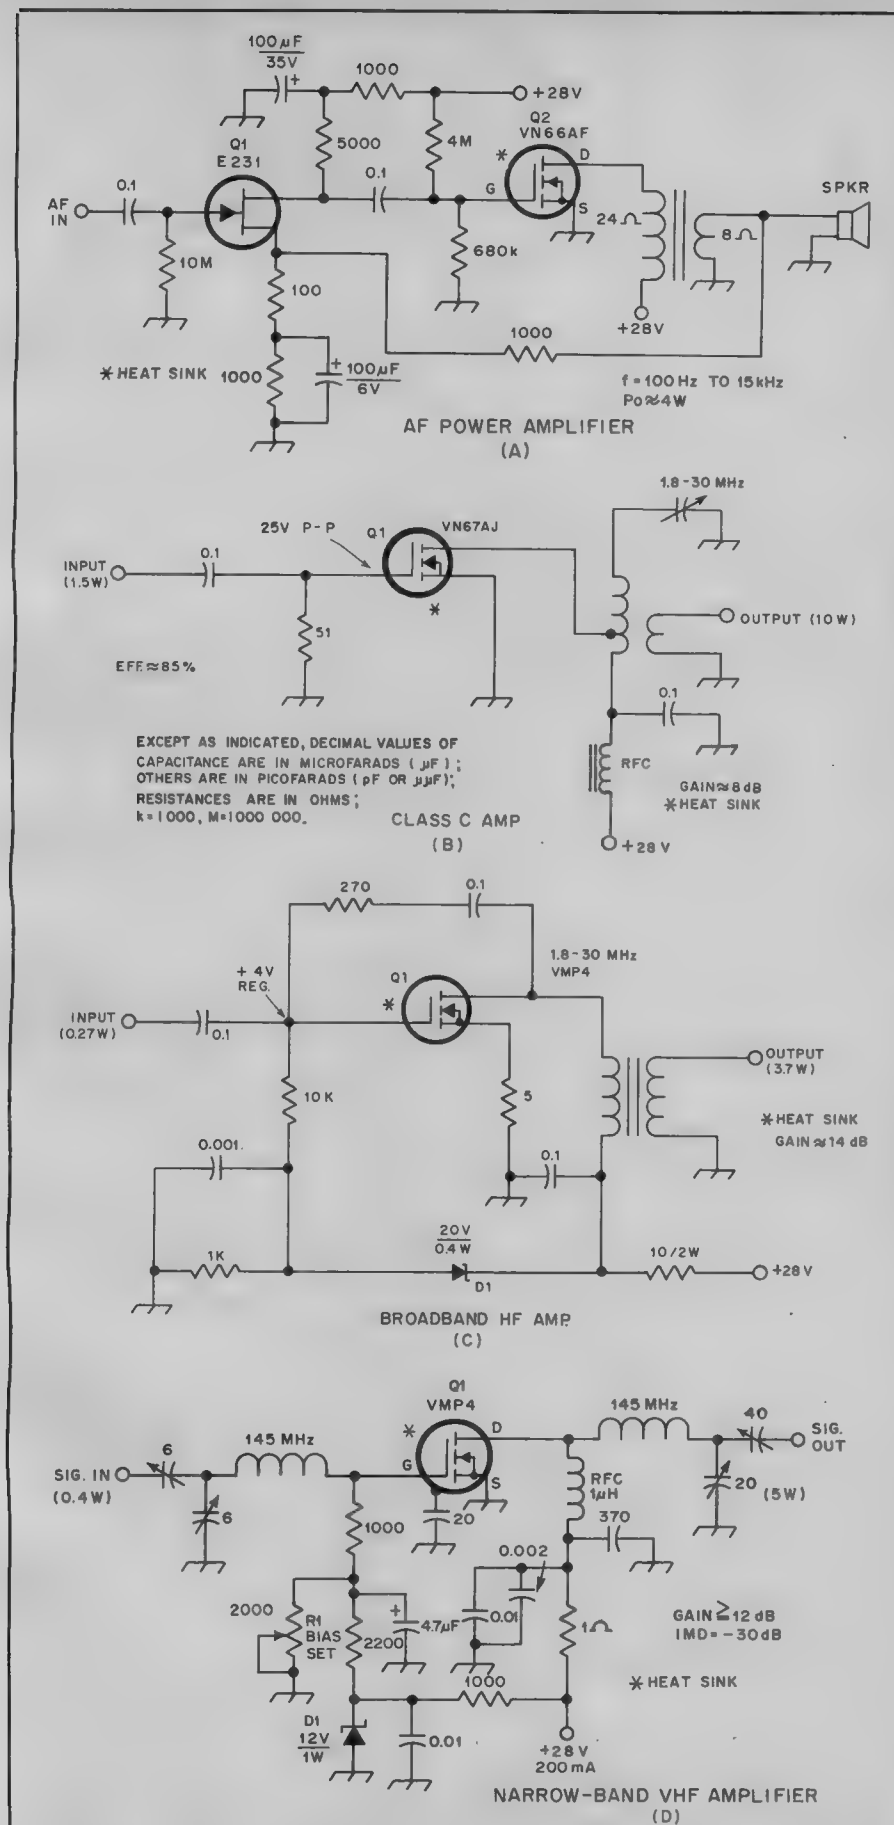 100µF
35V
+
1000
+28V
Q1
E231
5000
4M
Q2
VN66AF
*
D
G
S
AF
IN
0.1
0.1
10M
680k
24Ω
8Ω
SPKR
+28V
100
1000
* HEAT SINK
1000
+
100µF
6V
f=100Hz TO 15kHz
Po≈4W
AF POWER AMPLIFIER
(A)
1.8-30 MHz
25V P-P
Q1
VN67AJ
INPUT
(1.5W)
0.1
51
*
OUTPUT (10W)
EFF.≈85%
0.1
RFC
EXCEPT AS INDICATED, DECIMAL VALUES OF
CAPACITANCE ARE IN MICROFARADS (µF);
OTHERS ARE IN PICOFARADS (pF OR µµF);
RESISTANCES ARE IN OHMS;
k=1000, M=1000 000.
GAIN≈8dB
* HEAT SINK
CLASS C AMP
(B)
+28V
270
0.1
+4V
REG.
Q1
*
1.8-30 MHz
VMP4
INPUT
(0.27W)
0.1
OUTPUT
(3.7W)
10K
5
* HEAT SINK
GAIN≈14dB
0.001
0.1
1K
20V
0.4W
D1
10/2W
+28V
BROADBAND HF AMP.
(C)
Q1
VMP4
*
D
G
S
145 MHz
145 MHz
6
6
SIG. IN
(0.4W)
40
SIG.
OUT
20
(5W)
RFC
1µH
1000
20
370
0.002
2000
R1
BIAS
SET
2200
+
4.7µF
0.01
1Ω
GAIN≧12dB
IMD=-30dB
1000
* HEAT SINK
D1
12V
1W
0.01
+28V
200mA
NARROW-BAND VHF AMPLIFIER
(D)